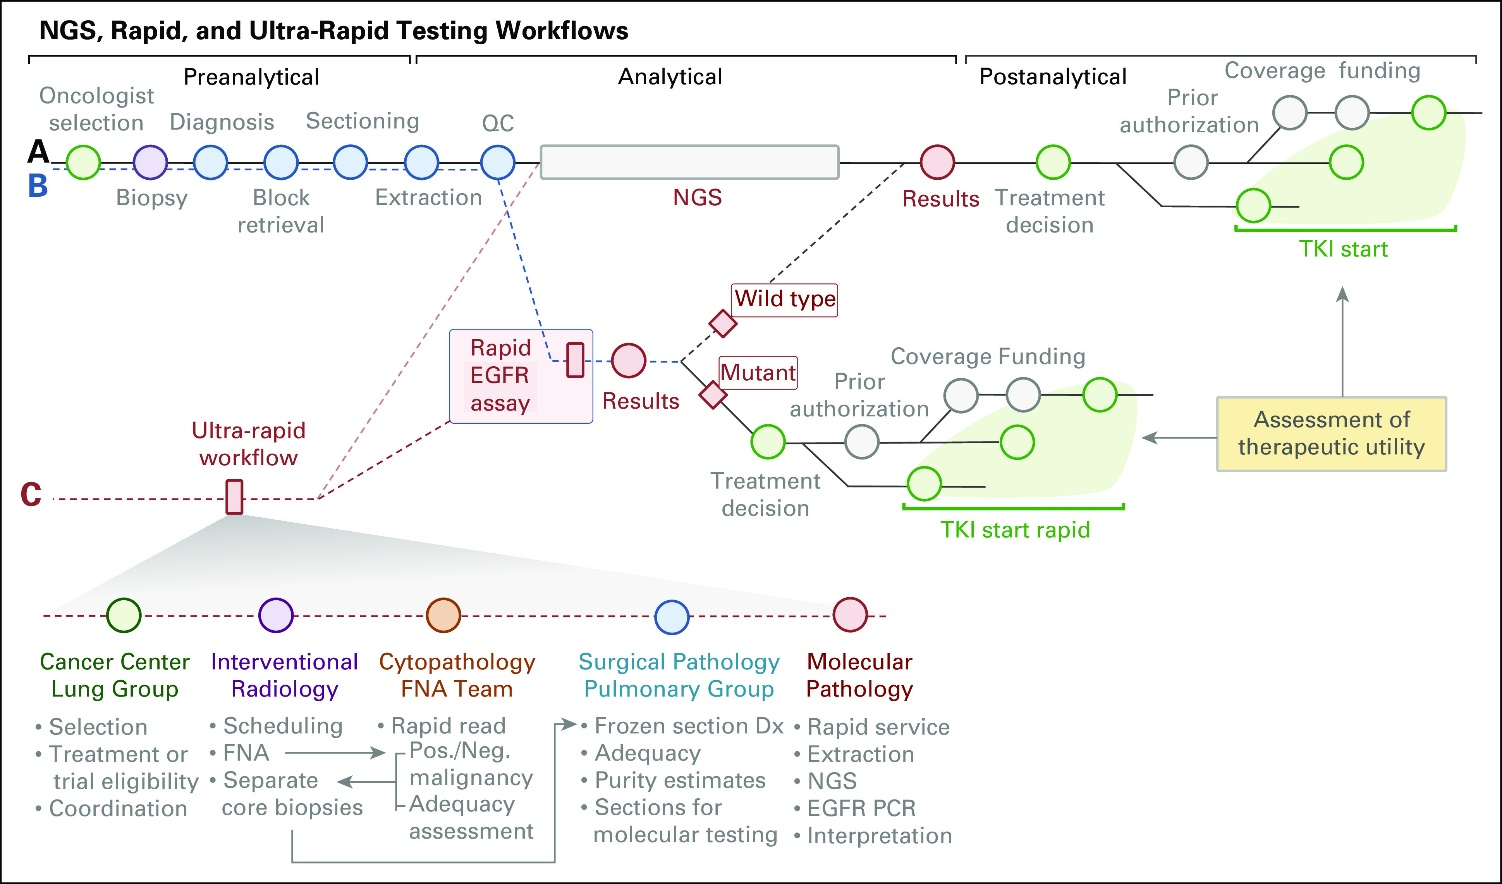 NGS, Rapid, and Ultra-Rapid Testing Workflows
Preanalytical
Analytical
Postanalytical
Coverage funding
Oncologist
selection
Diagnosis
Sectioning
QC
Prior
authorization
A
B
Biopsy
Block
retrieval
Extraction
NGS
Results
Treatment
decision
TKI start
Wild type
Rapid
EGFR
assay
Results
Mutant
Coverage Funding
Prior
authorization
Treatment
decision
TKI start rapid
Assessment of
therapeutic utility
Ultra-rapid
workflow
C
Cancer Center
Lung Group
• Selection
• Treatment or
trial eligibility
• Coordination
Interventional
Radiology
• Scheduling
• FNA
• Separate
core biopsies
Cytopathology
FNA Team
• Rapid read
Pos./Neg.
malignancy
Adequacy
assessment
Surgical Pathology
Pulmonary Group
• Frozen section Dx
• Adequacy
• Purity estimates
• Sections for
molecular testing
Molecular
Pathology
• Rapid service
• Extraction
• NGS
• EGFR PCR
• Interpretation